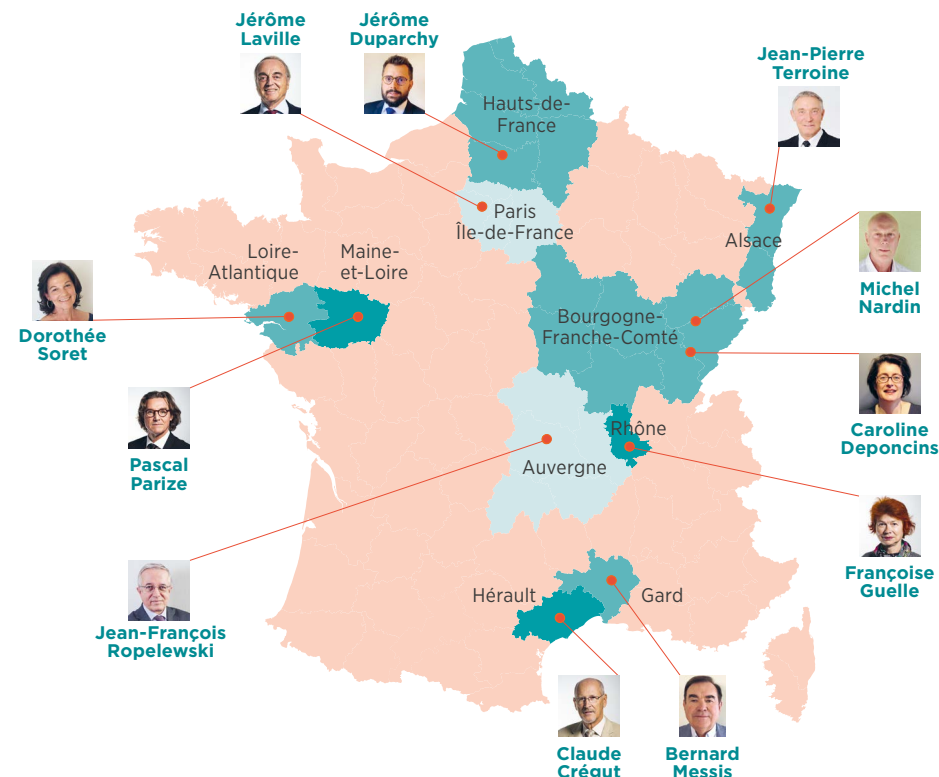 Jérôme
Laville
Jérôme
Duparchy
Jean-Pierre
Terroine
Hauts-de-
France
Paris
Île-de-France
Alsace
Loire-
Atlantique
Maine-
et-Loire
Michel
Nardin
Dorothée
Soret
Bourgogne-
Franche-Comté
Caroline
Deponcins
Pascal
Parize
Rhône
Auvergne
Françoise
Guelle
Hérault
Gard
Jean-François
Ropelewski
Claude
Crégut
Bernard
Messis